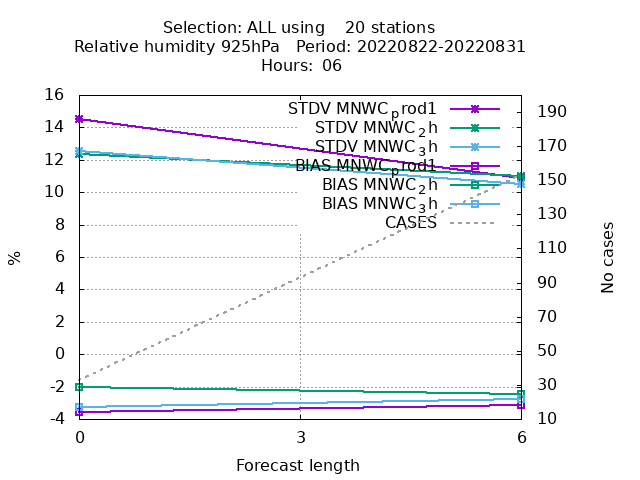 Selection: ALL using    20 stations
Relative humidity 925hPa   Period: 20220822-20220831
Hours: 06
STDV MNWC_prod1
STDV MNWC_2h
STDV MNWC_3h
BIAS MNWC_prod1
BIAS MNWC_2h
BIAS MNWC_3h
CASES
16
14
12
10
8
6
4
2
0
-2
-4
%
190
170
150
130
110
90
70
50
30
10
No cases
0 3 6
Forecast length